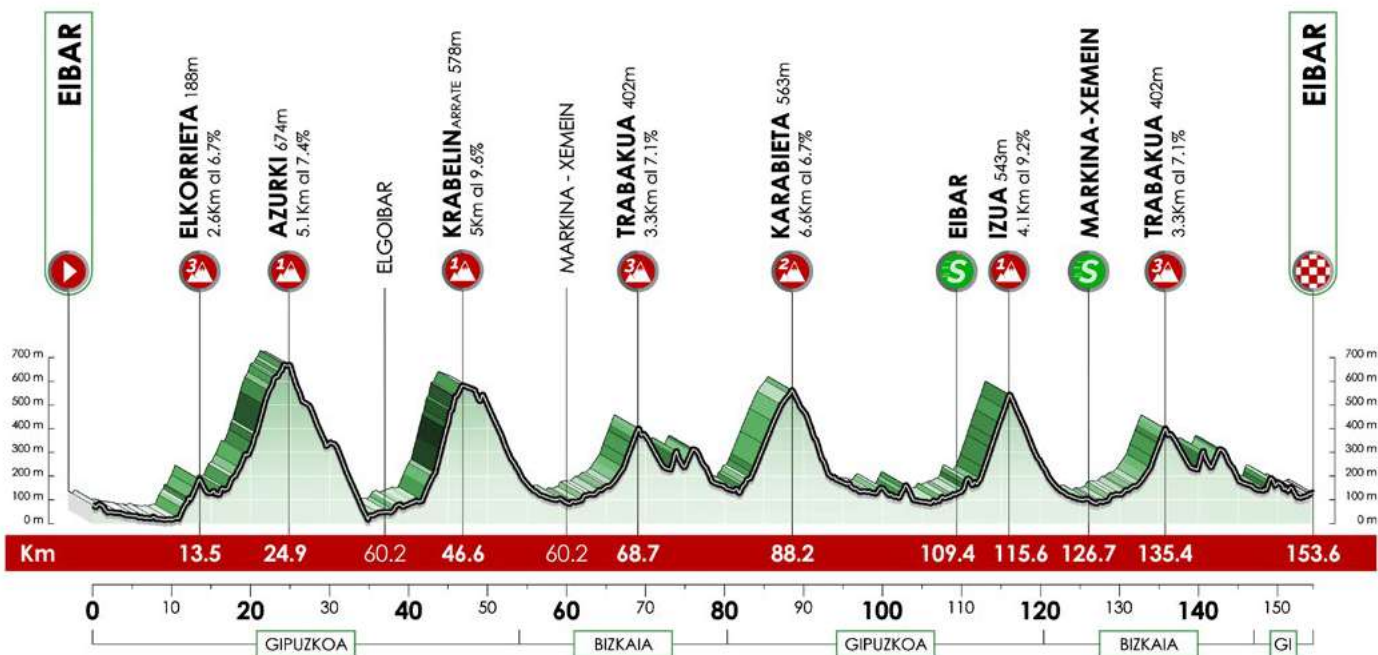 EIBAR
ELKORRIETA 188m
2.6Km al 6.7%
AZURKI 674m
5.1Km al 7.4%
ELGOIBAR
KRABELIN ARRATE 578m
5Km al 9.6%
MARKINA - XEMEIN
TRABAKUA 402m
3.3Km al 7.1%
KARABIETA 563m
6.6Km al 6.7%
EIBAR
IZUA 543m
4.1Km al 9.2%
MARKINA-XEMEIN
TRABAKUA 402m
3.3Km al 7.1%
EIBAR
3 1 1 3 2 S 1 S 3
700 m 700 m
600 m 600 m
500 m 500 m
400 m 400 m
300 m 300 m
200 m 200 m
100 m 100 m
0 m 0 m
Km 13.5 24.9 60.2 46.6 60.2 68.7 88.2 109.4 115.6 126.7 135.4 153.6
0 10 20 30 40 50 60 70 80 90 100 110 120 130 140 150
GIPUZKOA BIZKAIA GIPUZKOA BIZKAIA GI